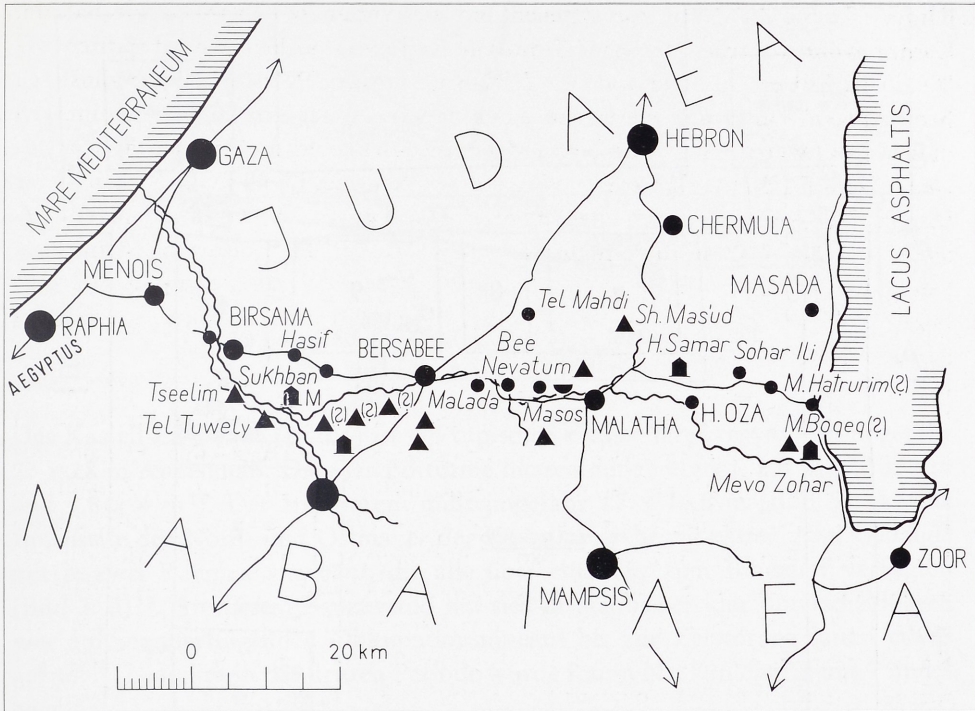 JUDAEA
MARE MEDITERRANEUM
GAZA
HEBRON
CHERMULA
LACUS ASPHALTIS
MENOIS
RAPHIA
AEGYPTUS
BIRSAMA
Hasif
BERSABEE
Tel Mahdi
Sh. Mas'ud
MASADA
Bee
Nevatum
H. Samar
Sohar Ili
Sukhban
M
Tseelim
Tel Tuwely
(?)
(?)
(?)
Malada
Masos
MALATHA
H. OZA
M. Hatrurim(?)
M. Boqeq(?)
Mevo Zohar
NABATAEA
MAMPSIS
ZOOR
0
20 km